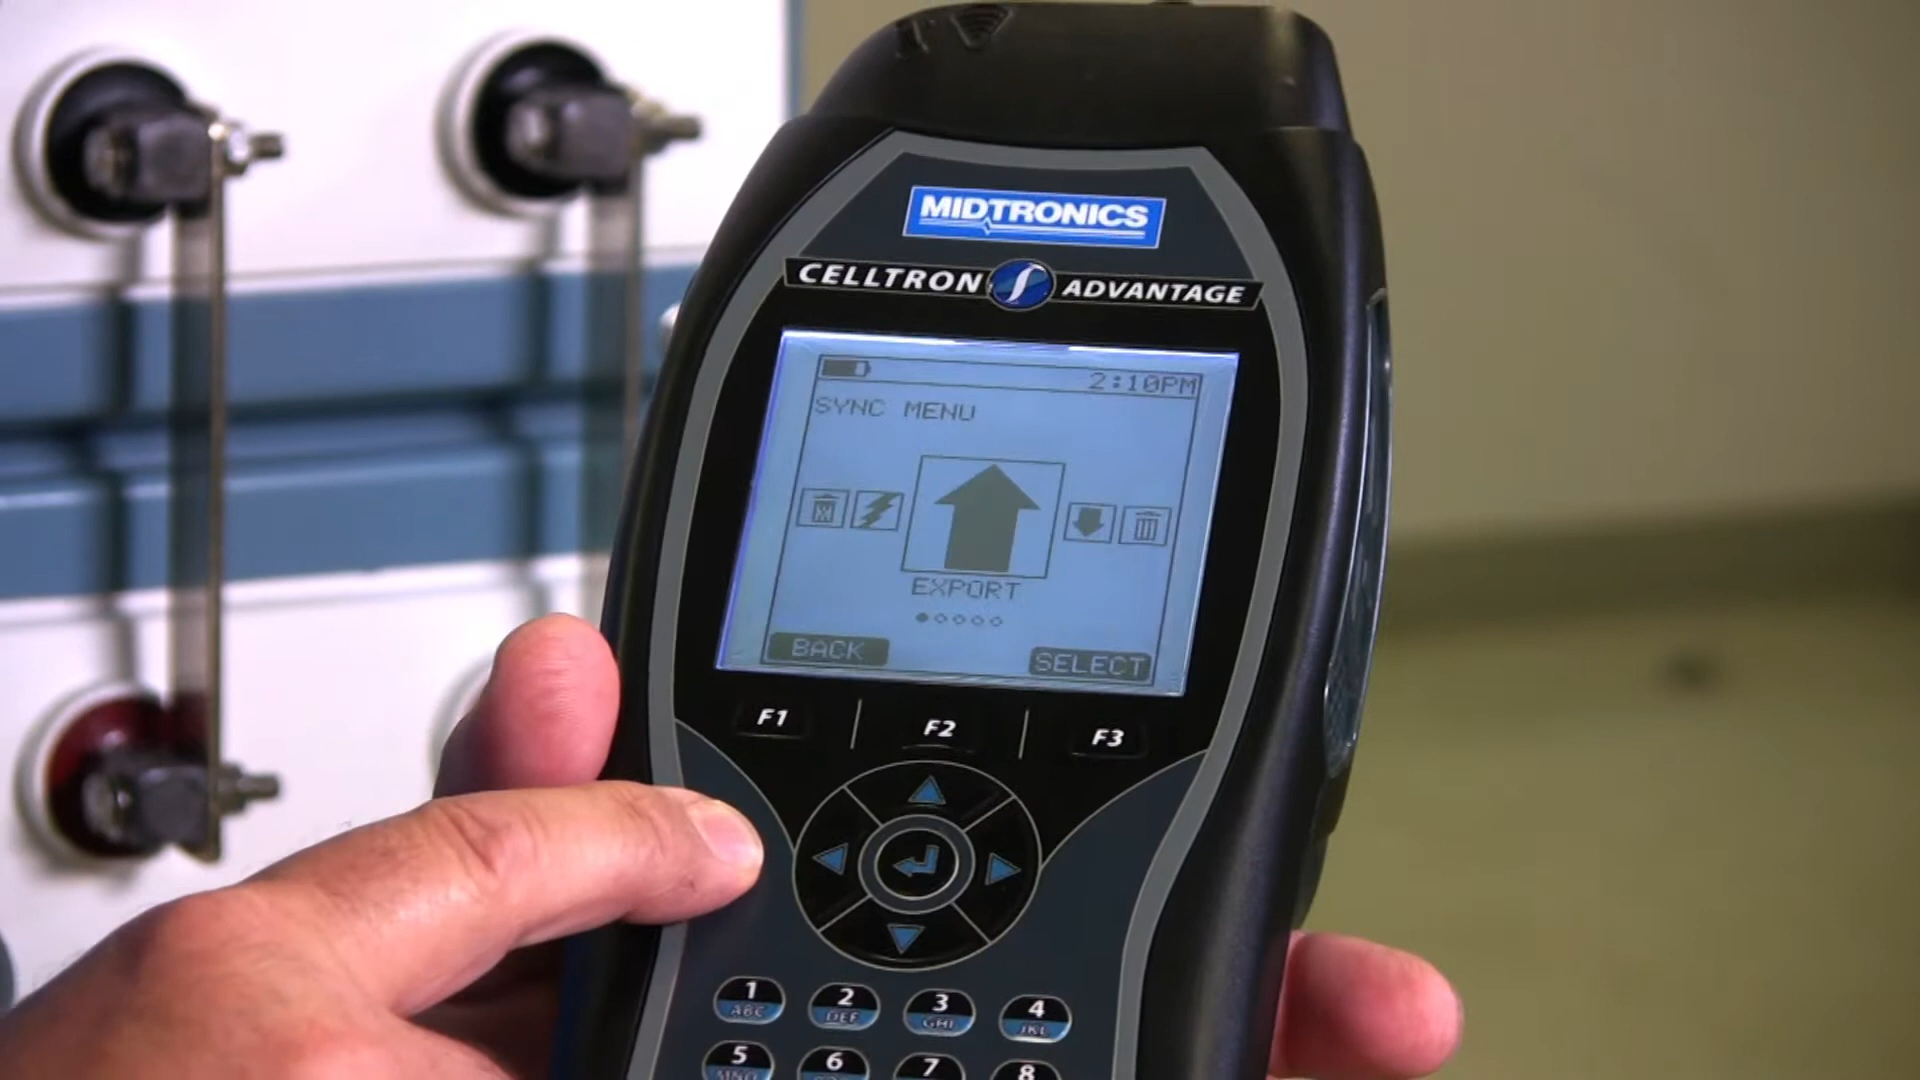 MIDTRONICS
CELLTRON ADVANTAGE
2:10PM
SYNC MENU
EXPORT
BACK SELECT
F1 F2 F3
1 2 3 4
ABC DEF GHI JKL
5 6 7 8
MNO